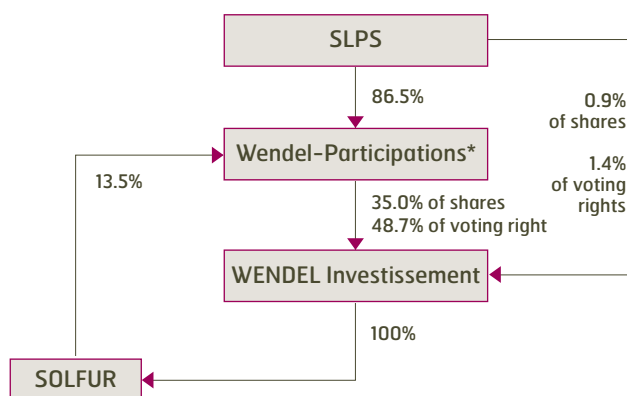 SLPS
86.5%
0.9%
of shares
1.4%
of voting
rights
Wendel-Participations*
13.5%
35.0% of shares
48.7% of voting right
WENDEL Investissement
100%
SOLFUR